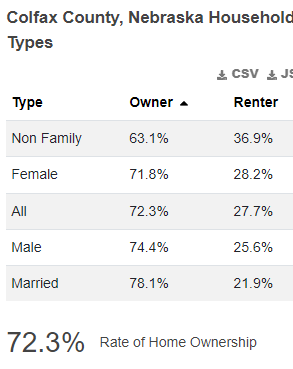 Colfax County, Nebraska Household
Types
CSV JS
Type Owner Renter
Non Family 63.1% 36.9%
Female 71.8% 28.2%
All 72.3% 27.7%
Male 74.4% 25.6%
Married 78.1% 21.9%
72.3% Rate of Home Ownership